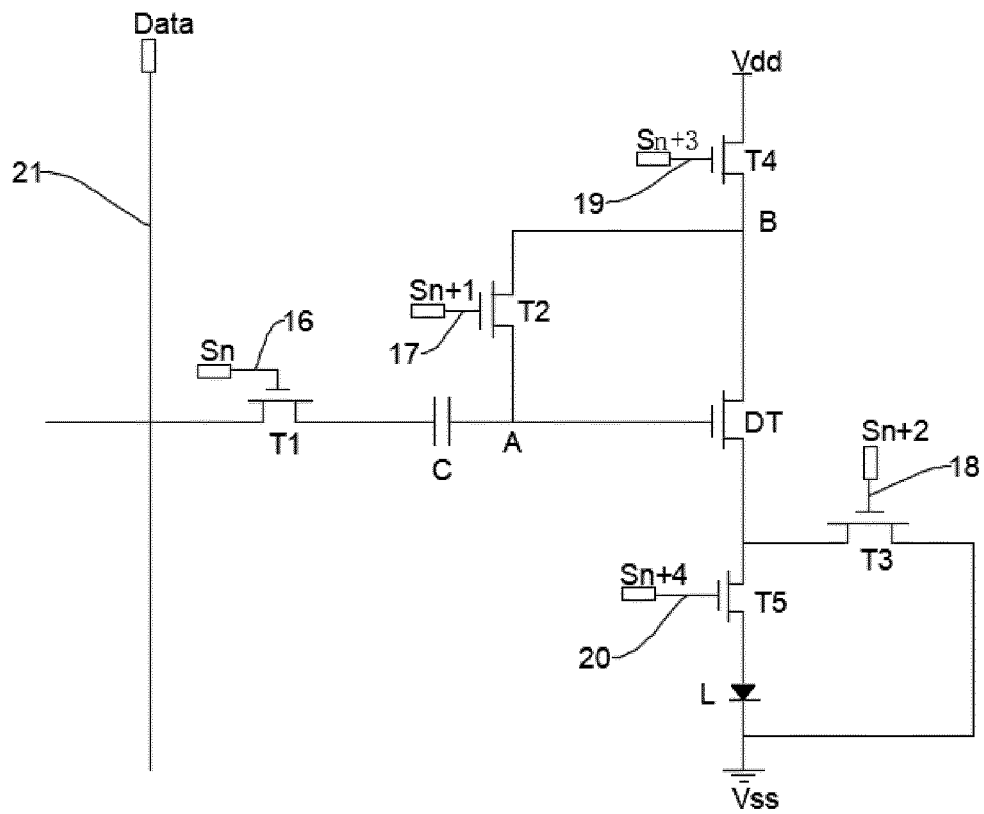 Data
Vdd
Sn+3
T4
21
19
B
Sn+1
T2
16
17
Sn
T1
C
A
DT
Sn+2
18
T3
Sn+4
T5
20
L
Vss